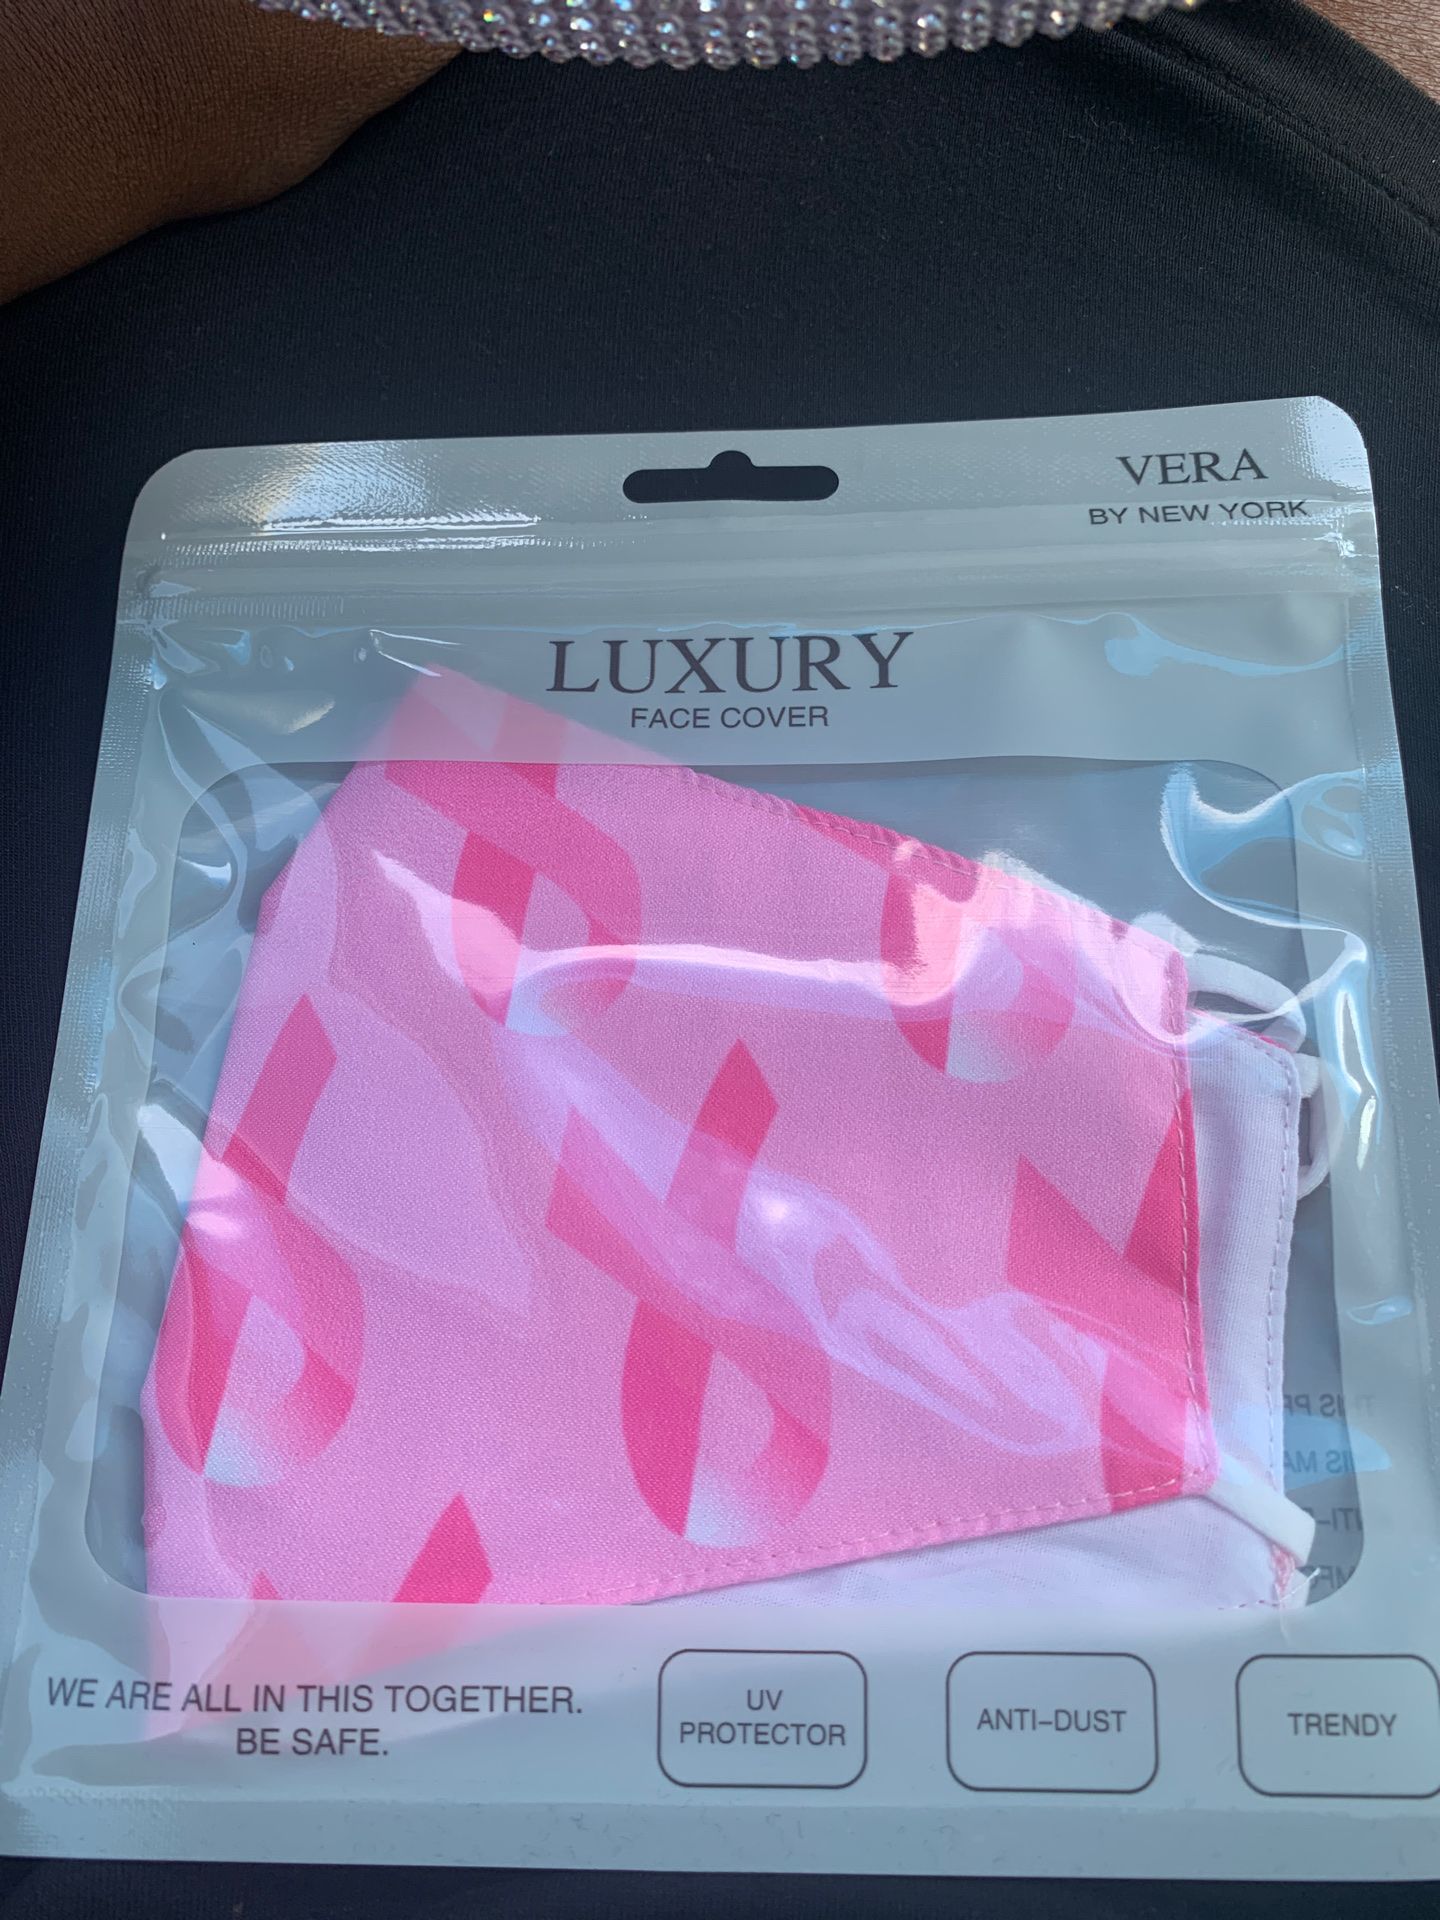 VERA
BY NEW YORK
LUXURY
FACE COVER
WE ARE ALL IN THIS TOGETHER.
BE SAFE.
UV
PROTECTOR
ANTI-DUST
TRENDY